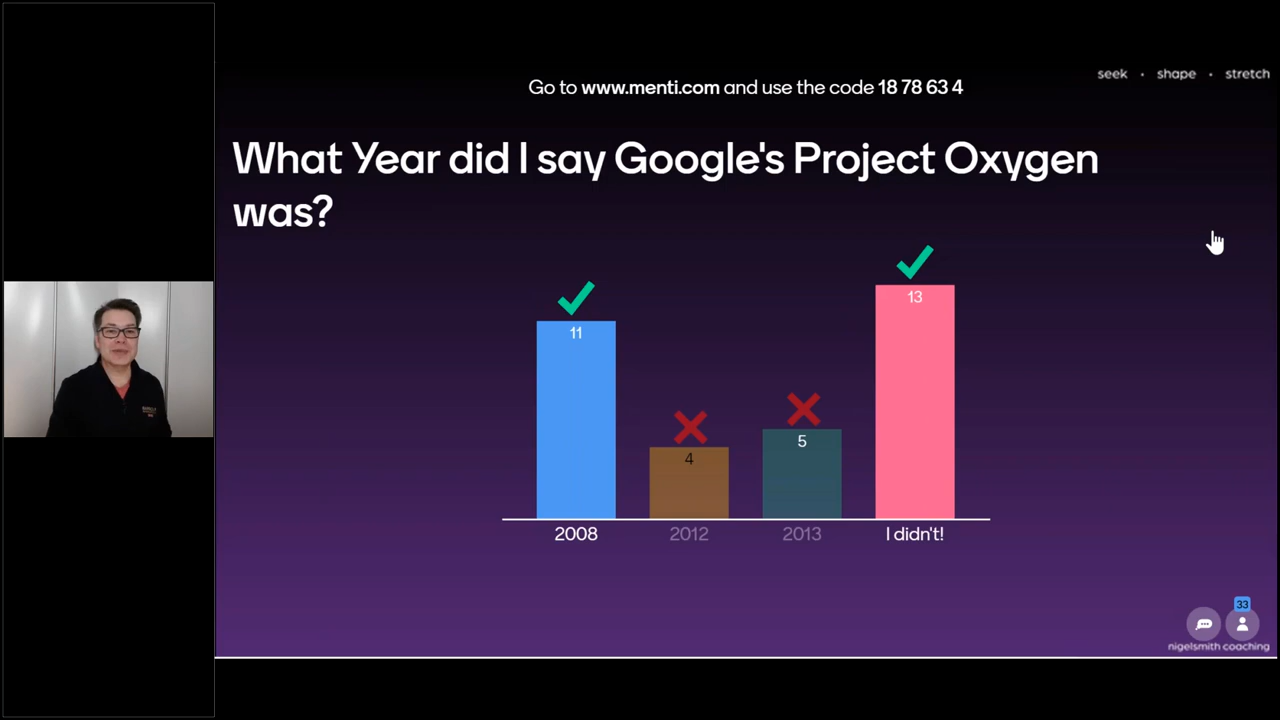 Go to www.menti.com and use the code 18 78 63 4
seek · shape · stretch
What Year did I say Google's Project Oxygen
was?
11
4
5
13
2008
2012
2013
I didn't!
33
nigelsmith coaching